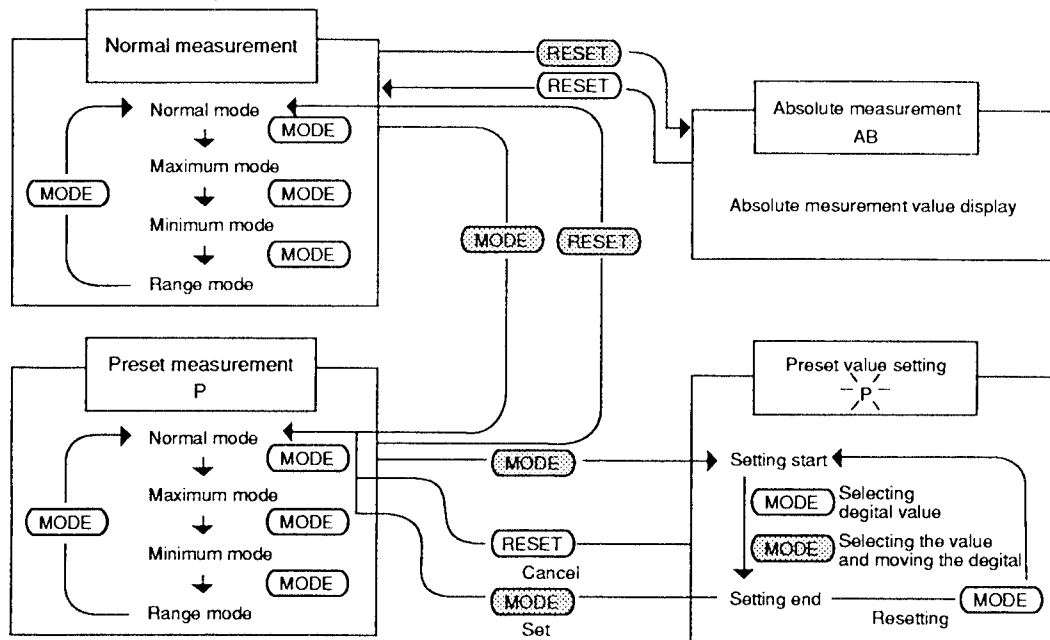 Normal measurement
Normal mode
MODE
Maximum mode
MODE
MODE
Minimum mode
MODE
Range mode
RESET
RESET
Absolute measurement
AB
Absolute mesurement value display
MODE
RESET
Preset measurement
P
Normal mode
MODE
Maximum mode
MODE
MODE
Minimum mode
MODE
Range mode
MODE
RESET
Cancel
MODE
Set
Preset value setting
P
Setting start
MODE
Selecting
degital value
MODE
Selecting the value
and moving the degital
Setting end
Resetting
MODE